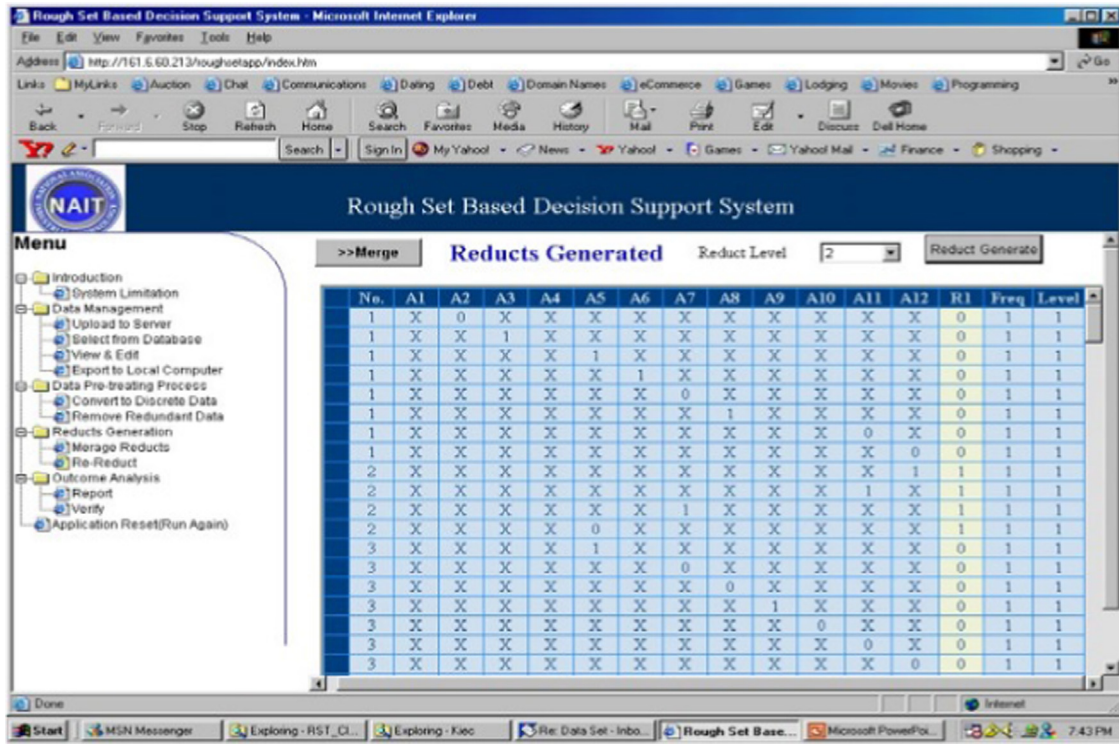 Rough Set Based Decision Support System - Microsoft Internet Explorer
File Edit View Favorites Tools Help
Address http://161.6.60.213/roughsetapp/index.htm Go
Links MyLinks Auction Chat Communications Dating Debt Domain Names eCommerce Games Lodging Movies Programming
Back Forward Stop Refresh Home Search Favorites Media History Mail Print Edit Discuss Dell Home
Search Sign In My Yahoo! News Yahoo! Games Yahoo! Mail Finance Shopping
NAIT
Rough Set Based Decision Support System
Menu
Introduction
System Limitation
Data Management
Upload to Server
Select from Database
View & Edit
Export to Local Computer
Data Pre-treating Process
Convert to Discrete Data
Remove Redundant Data
Reducts Generation
Merage Reducts
Re-Reduct
Outcome Analysis
Report
Verify
Application Reset(Run Again)
>>Merge Reducts Generated Reduct Level 2 Reduct Generate
No. A1 A2 A3 A4 A5 A6 A7 A8 A9 A10 A11 A12 R1 Freq Level
1 X 0 X X X X X X X X X X 0 1 1
1 X X 1 X X X X X X X X X 0 1 1
1 X X X X 1 X X X X X X X 0 1 1
1 X X X X X 1 X X X X X X 0 1 1
1 X X X X X X 0 X X X X X 0 1 1
1 X X X X X X X 1 X X X X 0 1 1
1 X X X X X X X X X X 0 X 0 1 1
1 X X X X X X X X X X X 0 0 1 1
2 X X X X X X X X X X X 1 1 1 1
2 X X X X X X X X X X 1 X 1 1 1
2 X X X X X X 1 X X X X X 1 1 1
2 X X X X 0 X X X X X X X 1 1 1
3 X X X X 1 X X X X X X X 0 1 1
3 X X X X X X 0 X X X X X 0 1 1
3 X X X X X X X 0 X X X X 0 1 1
3 X X X X X X X X 1 X X X 0 1 1
3 X X X X X X X X X 0 X X 0 1 1
3 X X X X X X X X X X 0 X 0 1 1
3 X X X X X X X X X X X 0 0 1 1
Done Internet
Start MSN Messenger Exploring - RST_Cl... Exploring - Kiec Re: Data Set - Inbo... Rough Set Base... Microsoft PowerPoi... 7:43 PM